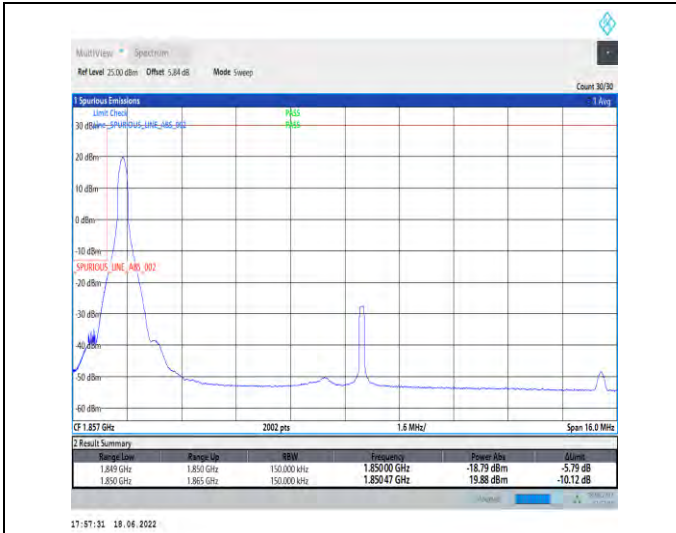 MultiView Spectrum
Ref Level 25.00 dBm Offset 5.84 dB Mode Sweep
Count 30/30
1 Spurious Emissions 1 Avg
Limit Check PASS
30 dBm Line _SPURIOUS_LINE_ABS_002 PASS
20 dBm
10 dBm
0 dBm
-10 dBm
_SPURIOUS_LINE_ABS_002
-20 dBm
-30 dBm
-40 dBm
-50 dBm
-60 dBm
CF 1.857 GHz 2002 pts 1.6 MHz/ Span 16.0 MHz
2 Result Summary
Range Low Range Up RBW Frequency Power Abs ΔLimit
1.849 GHz 1.850 GHz 150.000 kHz 1.85000 GHz -18.79 dBm -5.79 dB
1.850 GHz 1.865 GHz 150.000 kHz 1.85047 GHz 19.88 dBm -10.12 dB
17:57:31 18.06.2022